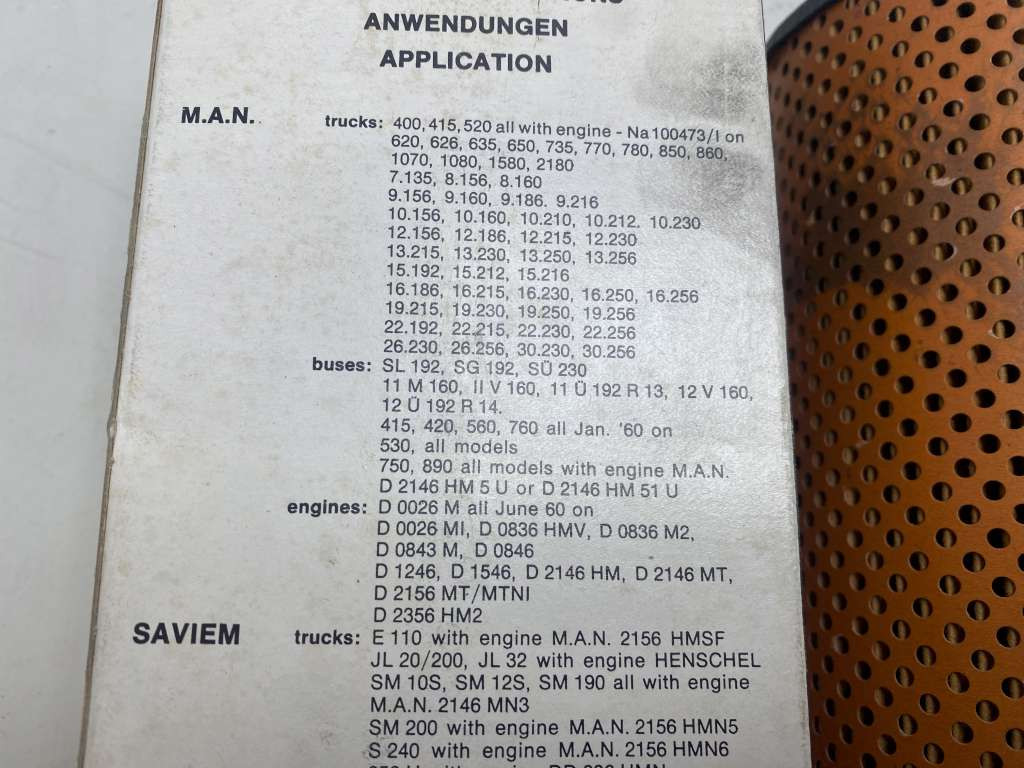 ANWENDUNGEN
APPLICATION
M.A.N. trucks: 400, 415, 520 all with engine - Na 100473/I on
620, 626, 635, 650, 735, 770, 780, 850, 860,
1070, 1080, 1580, 2180
7.135, 8.156, 8.160
9.156, 9.160, 9.186. 9.216
10.156, 10.160, 10.210, 10.212. 10.230
12.156, 12.186, 12.215, 12.230
13.215, 13.230, 13.250, 13.256
15.192, 15.212, 15.216
16.186, 16.215, 16.230, 16.250, 16.256
19.215, 19.230, 19.250, 19.256
22.192, 22.215, 22.230, 22.256
26.230, 26.256, 30.230, 30.256
buses: SL 192, SG 192, SÜ 230
11 M 160, II V 160, 11 Ü 192 R 13, 12 V 160,
12 Ü 192 R 14.
415, 420, 560, 760 all Jan. '60 on
530, all models
750, 890 all models with engine M.A.N.
D 2146 HM 5 U or D 2146 HM 51 U
engines: D 0026 M all June 60 on
D 0026 MI, D 0836 HMV, D 0836 M2,
D 0843 M, D 0846
D 1246, D 1546, D 2146 HM, D 2146 MT,
D 2156 MT/MTNI
D 2356 HM2
SAVIEM trucks: E 110 with engine M.A.N. 2156 HMSF
JL 20/200, JL 32 with engine HENSCHEL
SM 10S, SM 12S, SM 190 all with engine
M.A.N. 2146 MN3
SM 200 with engine M.A.N. 2156 HMN5
S 240 with engine M.A.N. 2156 HMN6